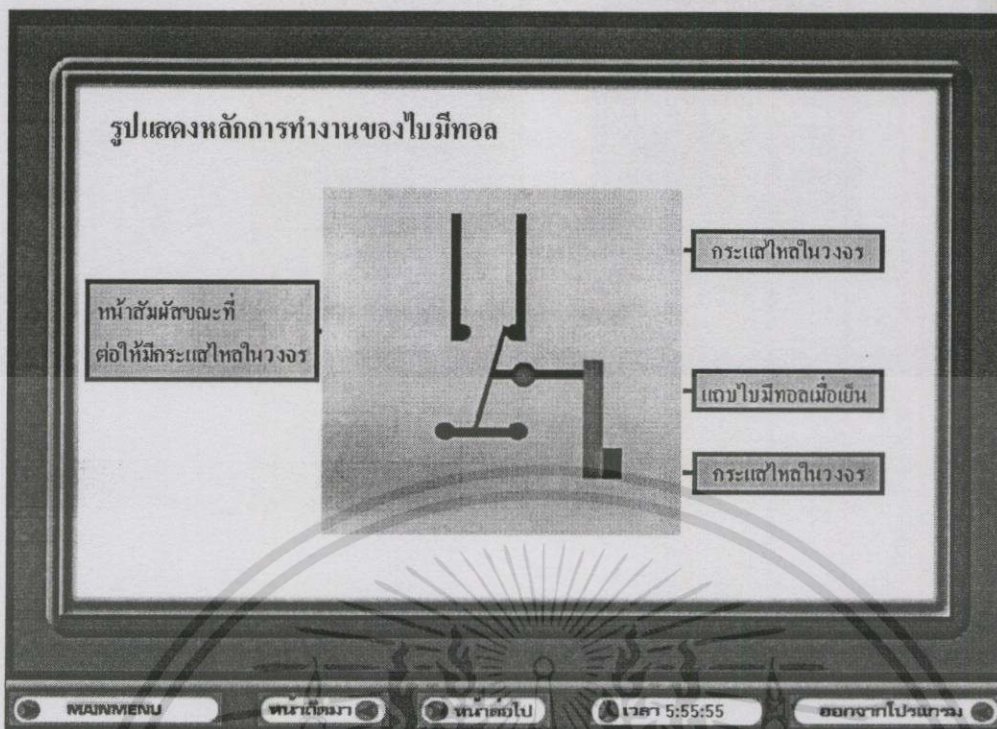 รูปแสดงหลักการทำงานของไบมีทอล
กระแสไหลในวงจร
หน้าสัมผัสขณะที่
ต่อให้มีกระแสไหลในวงจร
แถบไบมีทอลเมื่อเย็น
กระแสไหลในวงจร
MAINMENU
หน้าถัดมา
หน้าต่อไป
เวลา 5:55:55
ออกจากโปรแกรม